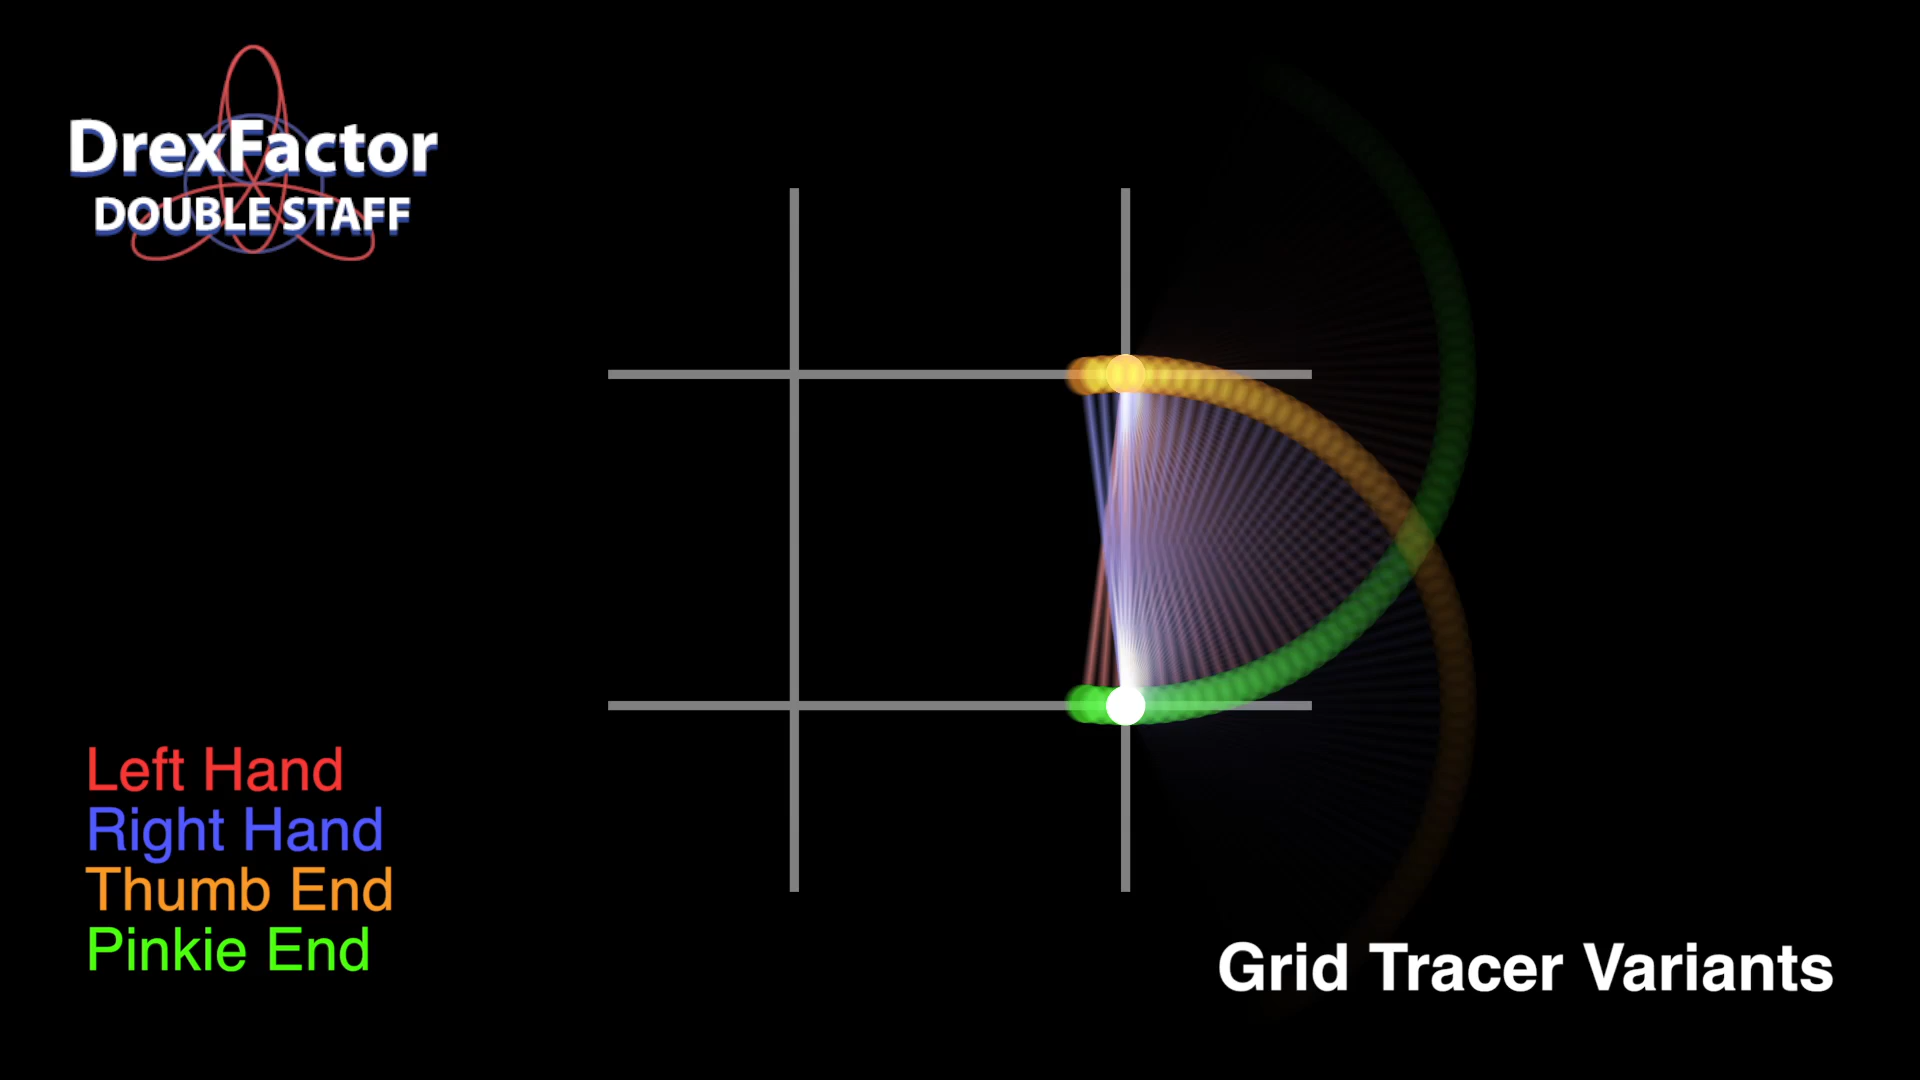 DrexFactor
DOUBLE STAFF
Left Hand
Right Hand
Thumb End
Pinkie End
Grid Tracer Variants